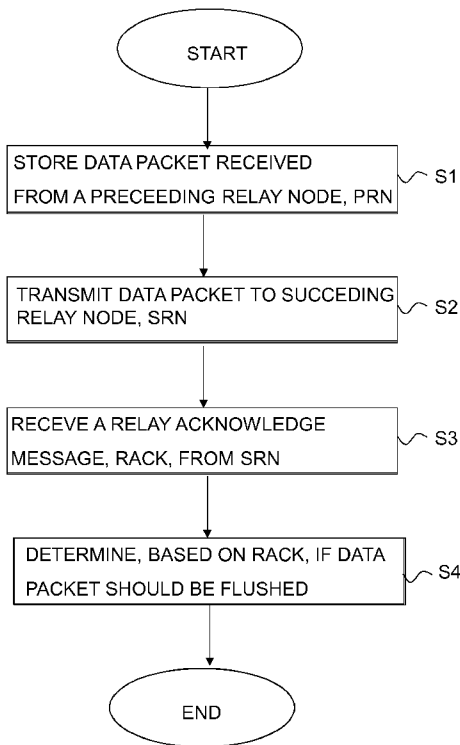 START
STORE DATA PACKET RECEIVED
FROM A PRECEEDING RELAY NODE, PRN
S1
TRANSMIT DATA PACKET TO SUCCEDING
RELAY NODE, SRN
S2
RECEVE A RELAY ACKNOWLEDGE
MESSAGE, RACK, FROM SRN
S3
DETERMINE, BASED ON RACK, IF DATA
PACKET SHOULD BE FLUSHED
S4
END